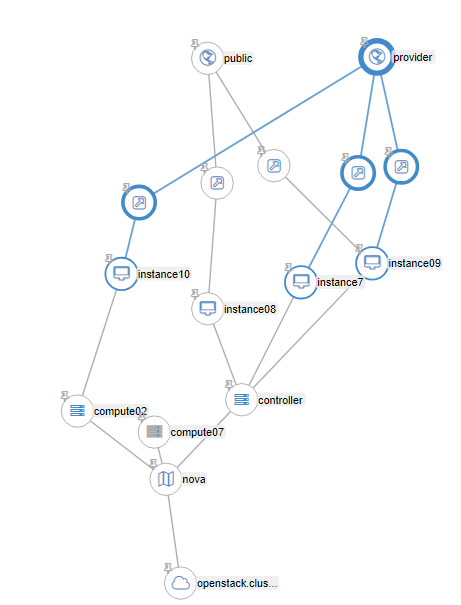 public
provider
instance10
instance09
instance7
instance08
controller
compute02
compute07
nova
openstack.clus...